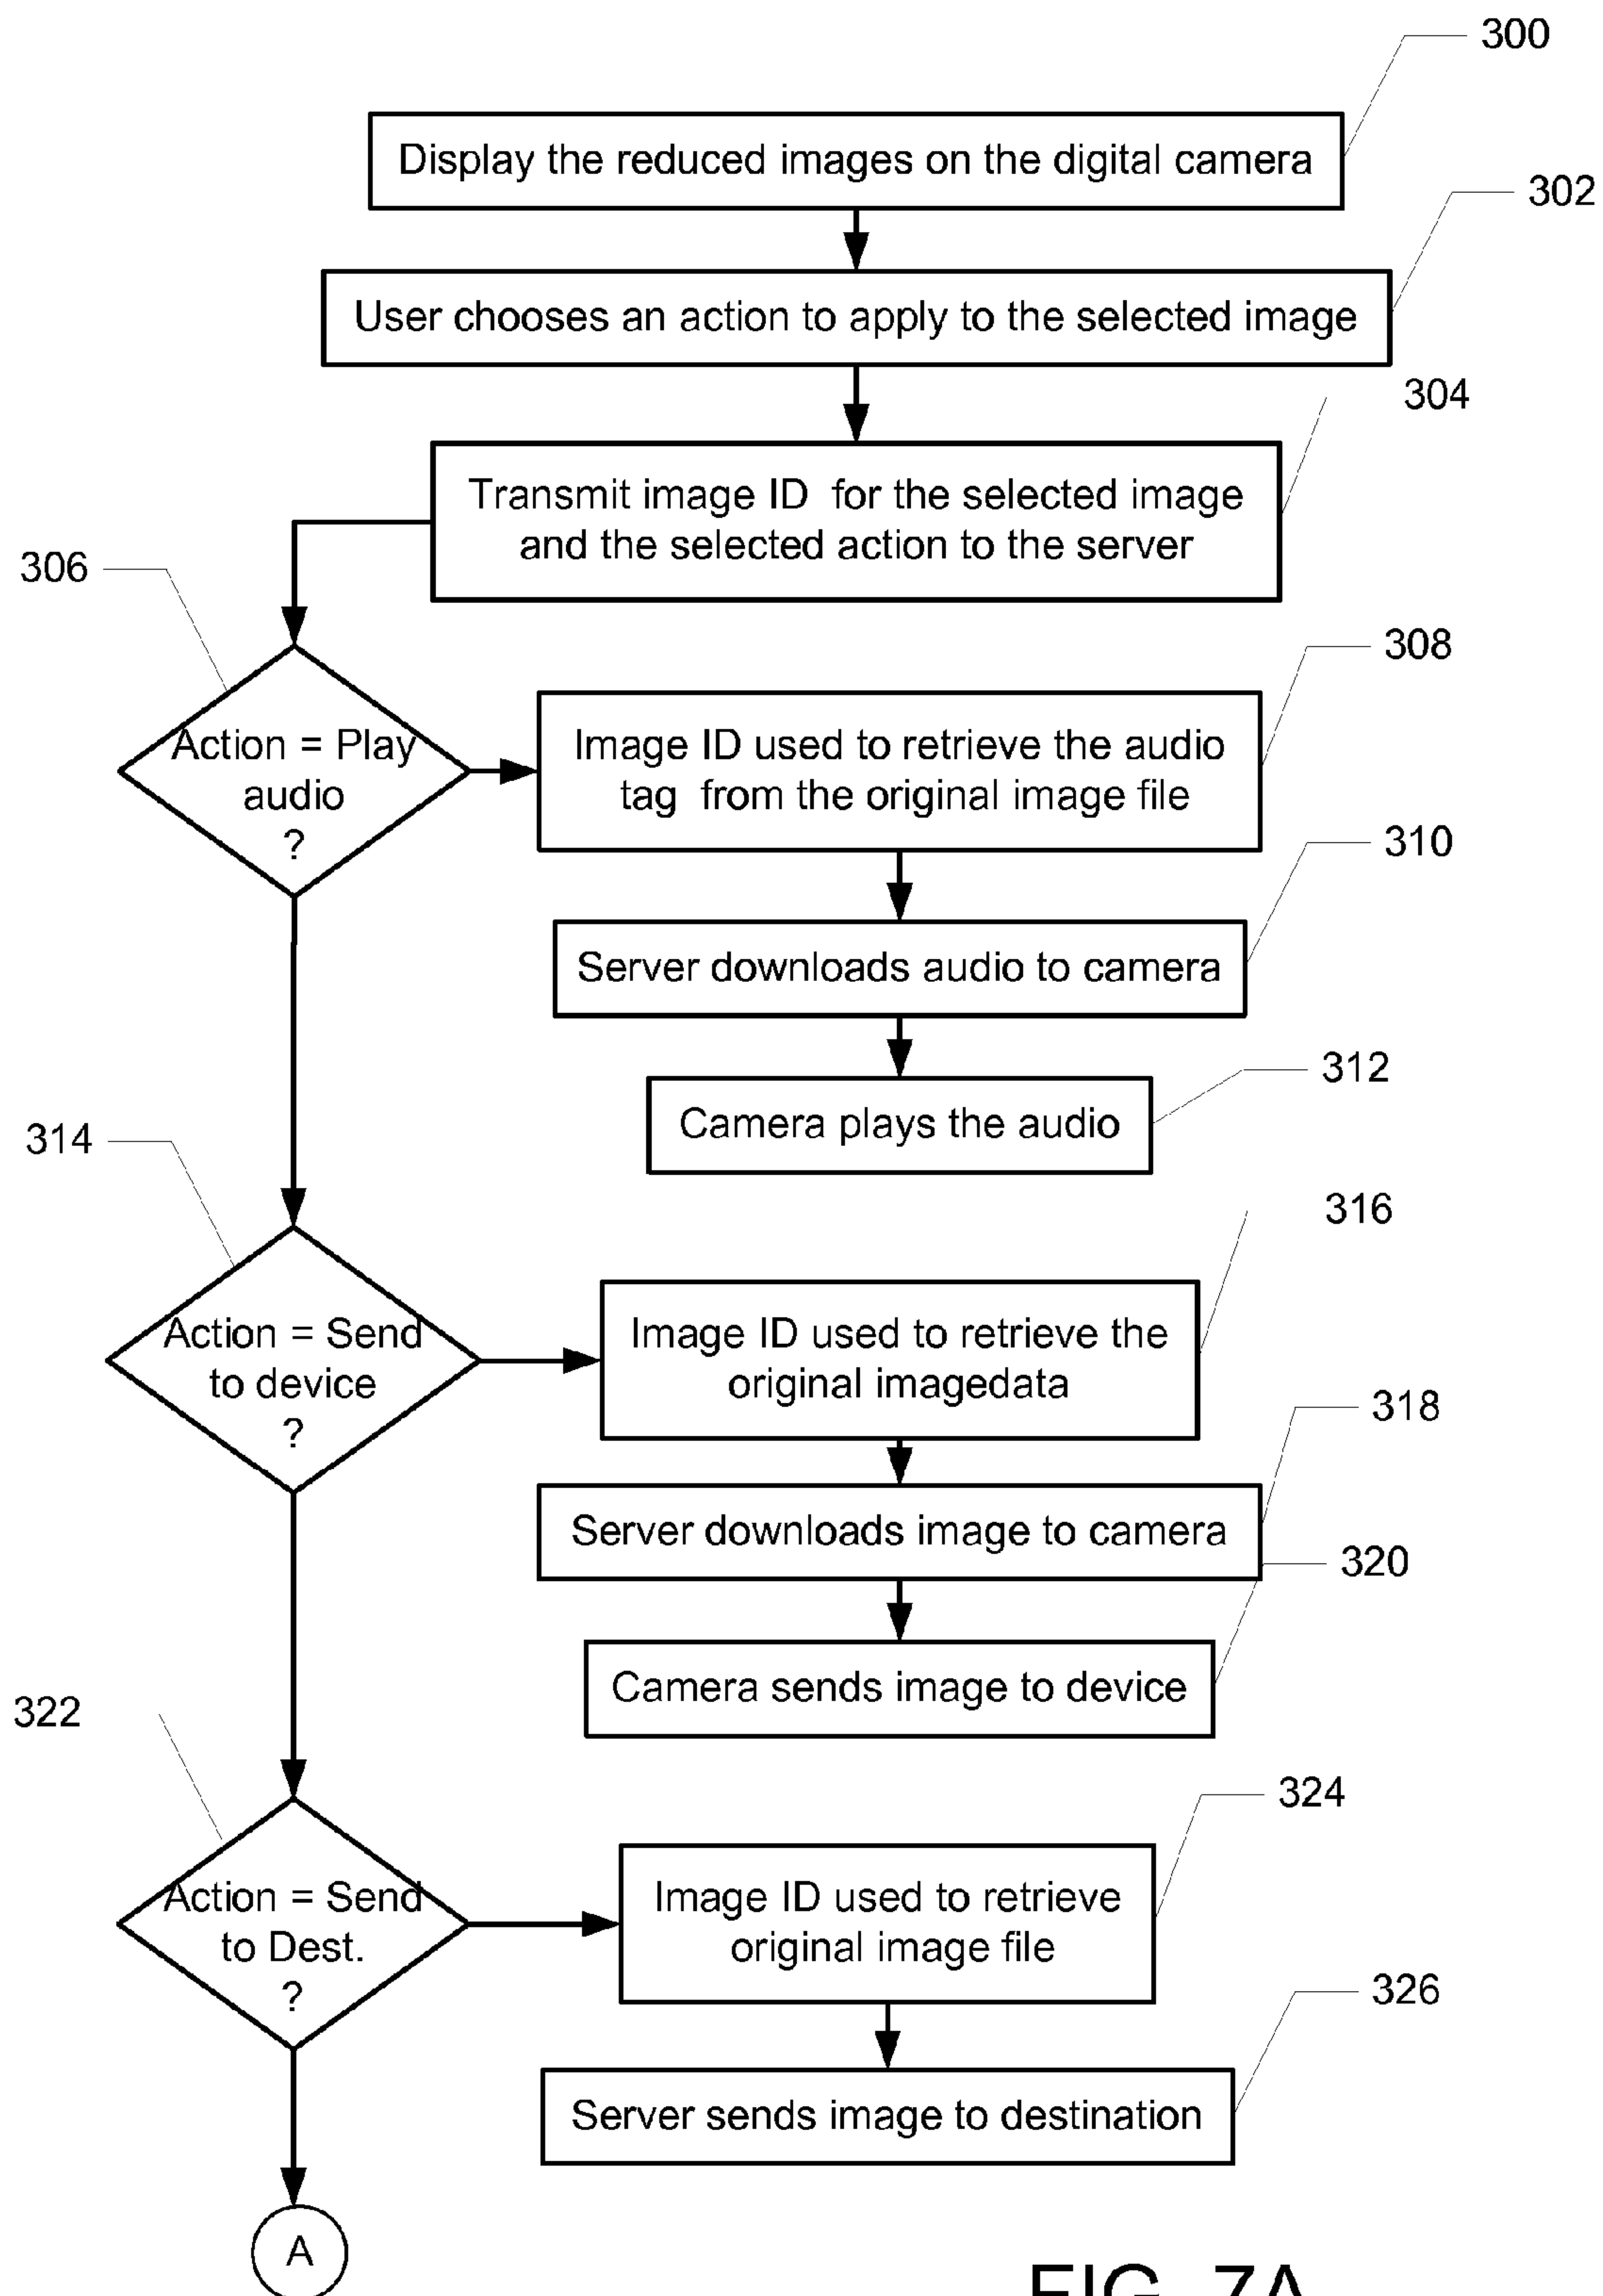 300
Display the reduced images on the digital camera
302
User chooses an action to apply to the selected image
304
Transmit image ID for the selected image
and the selected action to the server
306
Action = Play
audio
?
308
Image ID used to retrieve the audio
tag from the original image file
310
Server downloads audio to camera
312
Camera plays the audio
314
Action = Send
to device
?
316
Image ID used to retrieve the
original imagedata
318
Server downloads image to camera
320
Camera sends image to device
322
Action = Send
to Dest.
?
324
Image ID used to retrieve
original image file
326
Server sends image to destination
A
FIG. 7A